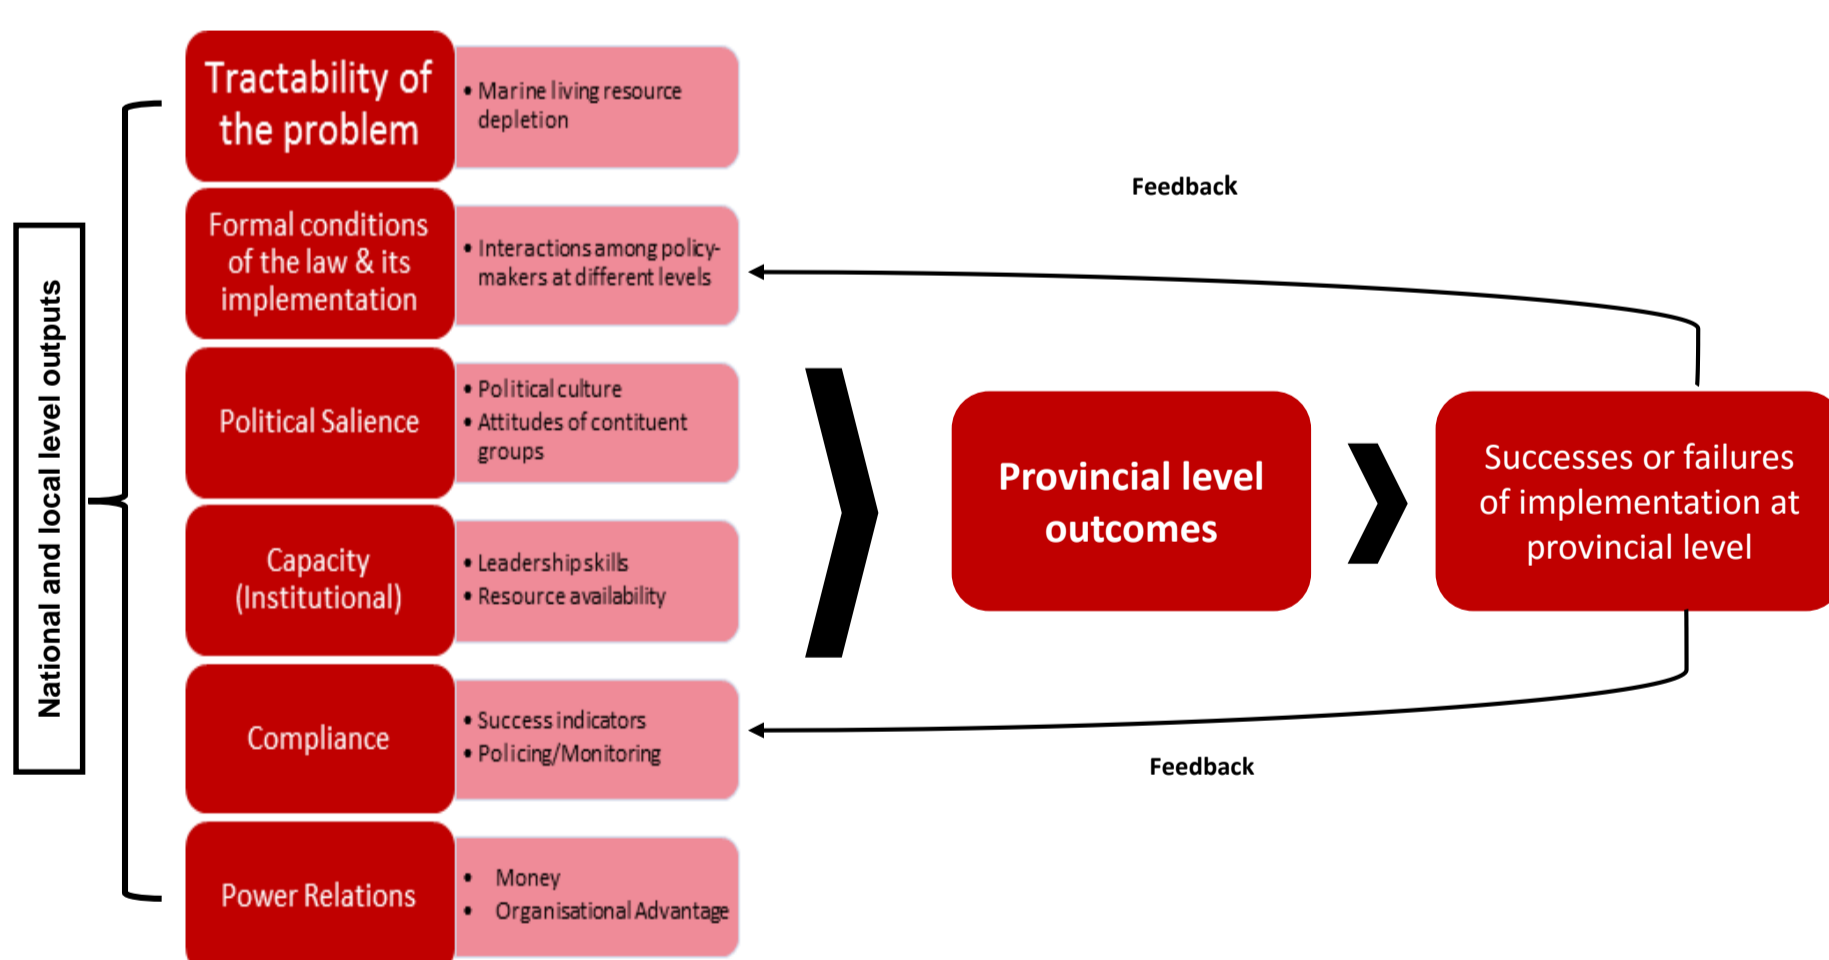 National and local level outputs
Tractability of
the problem
• Marine living resource
depletion
Formal conditions
of the law & its
implementation
• Interactions among policy-
makers at different levels
Political Salience
• Political culture
• Attitudes of contituent
groups
Capacity
(Institutional)
• Leadership skills
• Resource availability
Compliance
• Success indicators
• Policing/Monitoring
Power Relations
• Money
• Organisational Advantage
Provincial level
outcomes
Successes or failures
of implementation at
provincial level
Feedback
Feedback